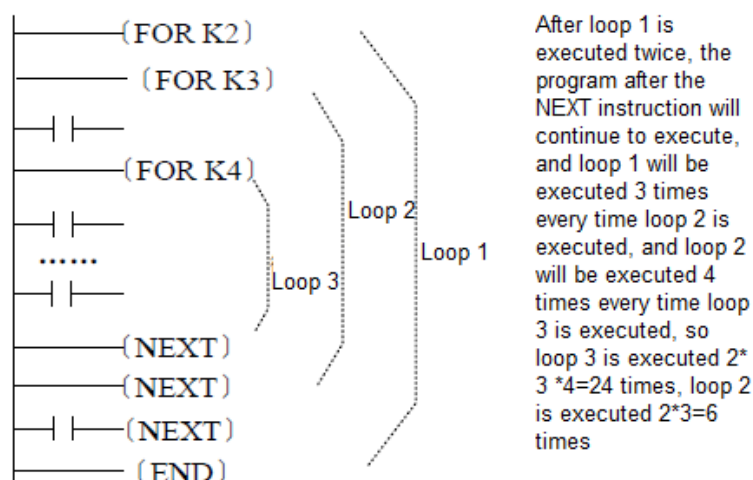 (FOR K2)
(FOR K3)
(FOR K4)
Loop 3
Loop 2
Loop 1
......
(NEXT)
(NEXT)
(NEXT)
(END)
After loop 1 is
executed twice, the
program after the
NEXT instruction will
continue to execute,
and loop 1 will be
executed 3 times
every time loop 2 is
executed, and loop 2
will be executed 4
times every time loop
3 is executed, so
loop 3 is executed 2*
3 *4=24 times, loop 2
is executed 2*3=6
times